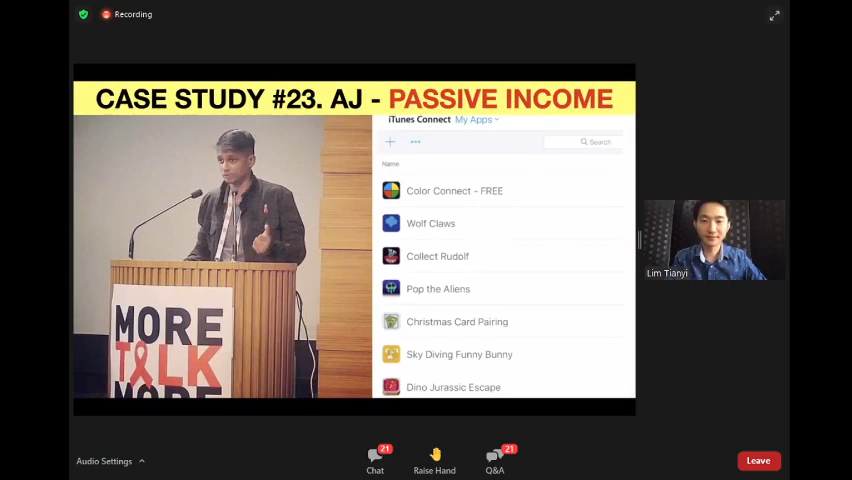 Recording
CASE STUDY #23. AJ - PASSIVE INCOME
iTunes Connect My Apps
Search
Name
Color Connect - FREE
Wolf Claws
Collect Rudolf
Pop the Aliens
Christmas Card Pairing
Sky Diving Funny Bunny
Dino Jurassic Escape
MORE
TALK
MORE
Lim Tianyi
Audio Settings
21
Chat
Raise Hand
21
Q&A
Leave